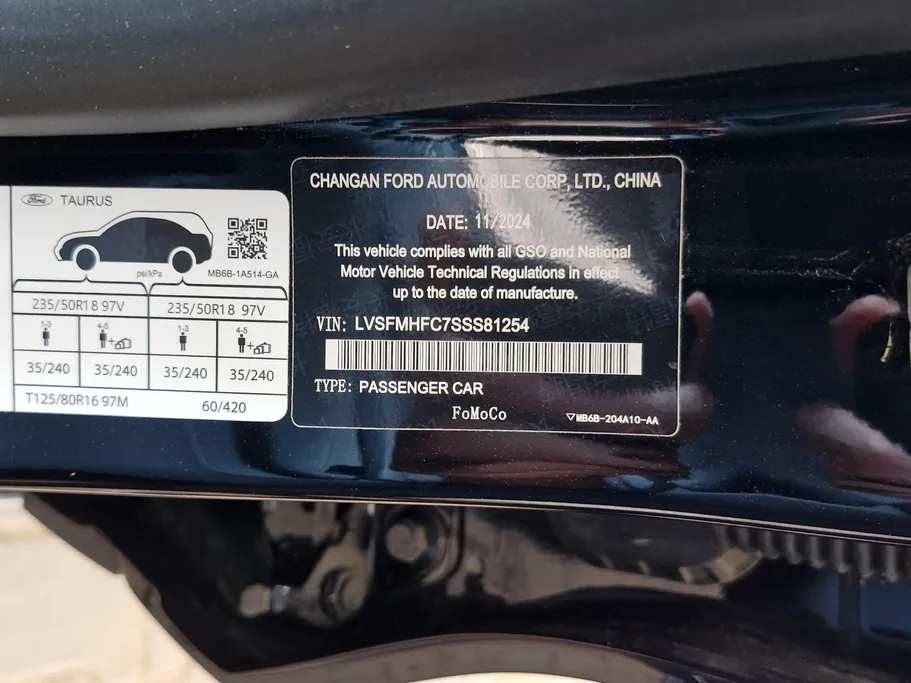 Ford TAURUS
psi/kPa
MB6B-1A514-GA
235/50R18 97V
235/50R18 97V
1-3
4-5
1-3
4-5
35/240
35/240
35/240
35/240
T125/80R16 97M
60/420
CHANGAN FORD AUTOMOBILE CORP, LTD., CHINA
DATE: 11/2024
This vehicle complies with all GSO and National
Motor Vehicle Technical Regulations in effect
up to the date of manufacture.
VIN: LVSFMHFC7SSS81254
TYPE: PASSENGER CAR
FoMoCo
MB6B-204A10-AA